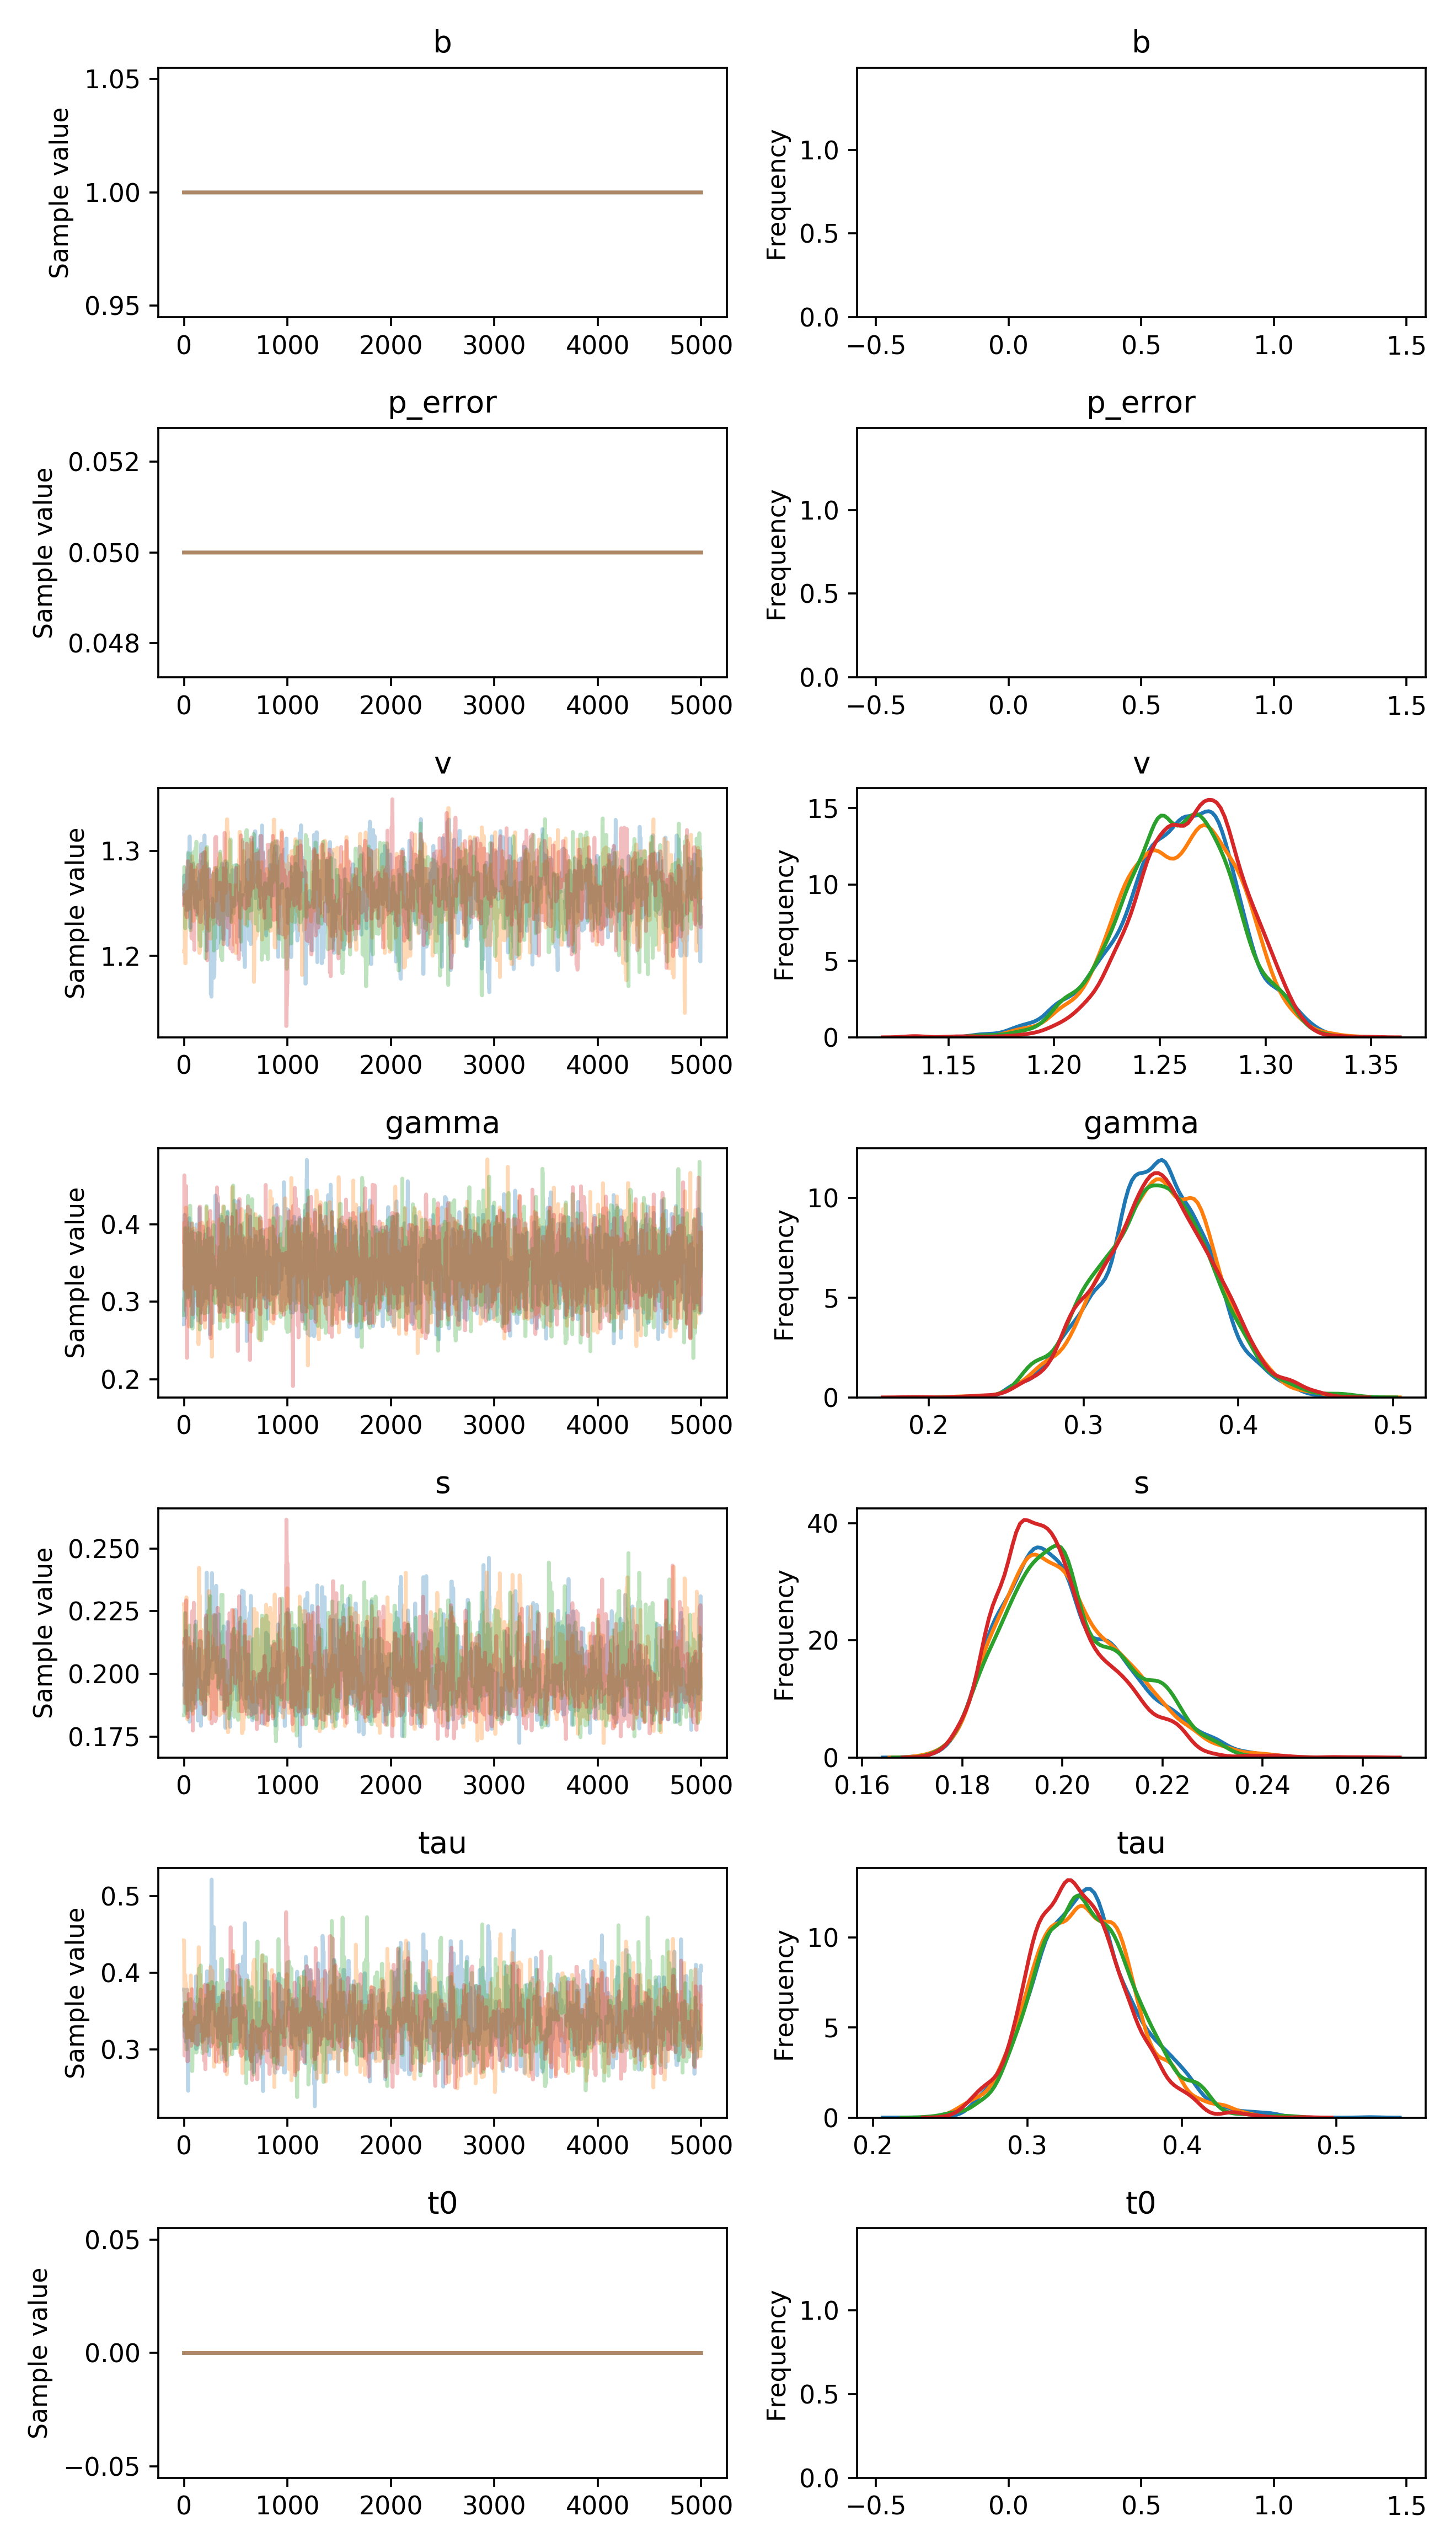 b
b
1.05
1.00
0.95
Sample value
0 1000 2000 3000 4000 5000
1.0
0.5
0.0
Frequency
−0.5 0.0 0.5 1.0 1.5
p_error
p_error
0.052
0.050
0.048
Sample value
0 1000 2000 3000 4000 5000
1.0
0.5
0.0
Frequency
−0.5 0.0 0.5 1.0 1.5
v
v
1.3
1.2
Sample value
0 1000 2000 3000 4000 5000
15
10
5
0
Frequency
1.15 1.20 1.25 1.30 1.35
gamma
gamma
0.4
0.3
0.2
Sample value
0 1000 2000 3000 4000 5000
10
5
0
Frequency
0.2 0.3 0.4 0.5
s
s
0.250
0.225
0.200
0.175
Sample value
0 1000 2000 3000 4000 5000
40
20
0
Frequency
0.16 0.18 0.20 0.22 0.24 0.26
tau
tau
0.5
0.4
0.3
Sample value
0 1000 2000 3000 4000 5000
10
5
0
Frequency
0.2 0.3 0.4 0.5
t0
t0
0.05
0.00
−0.05
Sample value
0 1000 2000 3000 4000 5000
1.0
0.5
0.0
Frequency
−0.5 0.0 0.5 1.0 1.5